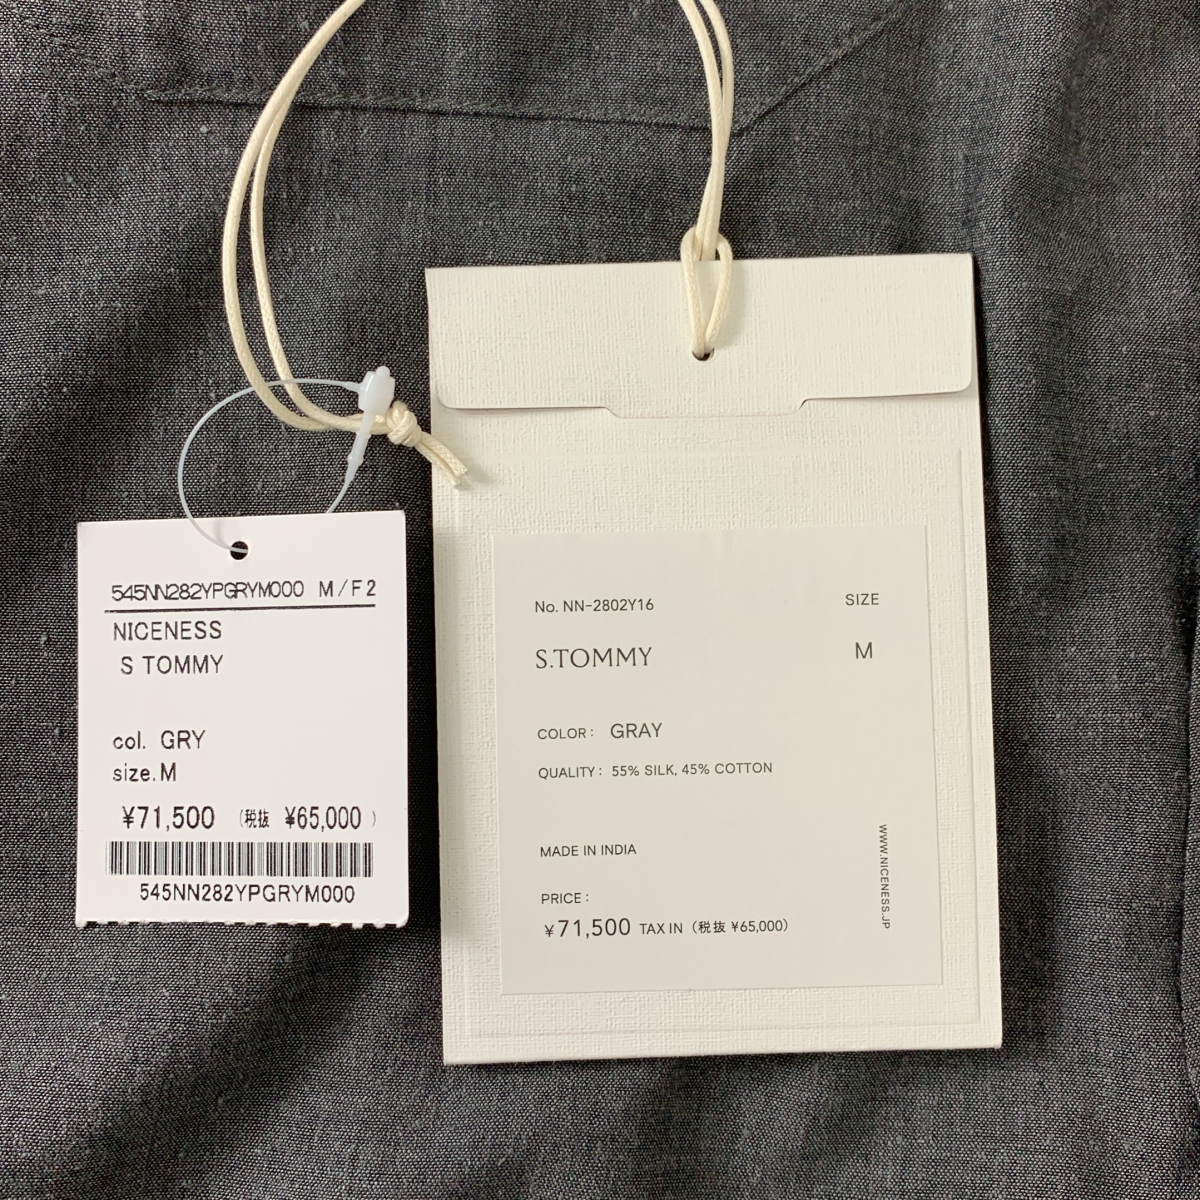 545NN282YPGRYM000 M/F2
NICENESS
S TOMMY
col. GRY
size.M
¥71,500 (税抜 ¥65,000 )
545NN282YPGRYM000
No. NN-2802Y16
SIZE
S.TOMMY
M
COLOR: GRAY
QUALITY: 55% SILK, 45% COTTON
MADE IN INDIA
PRICE:
¥71,500 TAX IN (税抜 ¥65,000)
WWW.NICENESS.JP